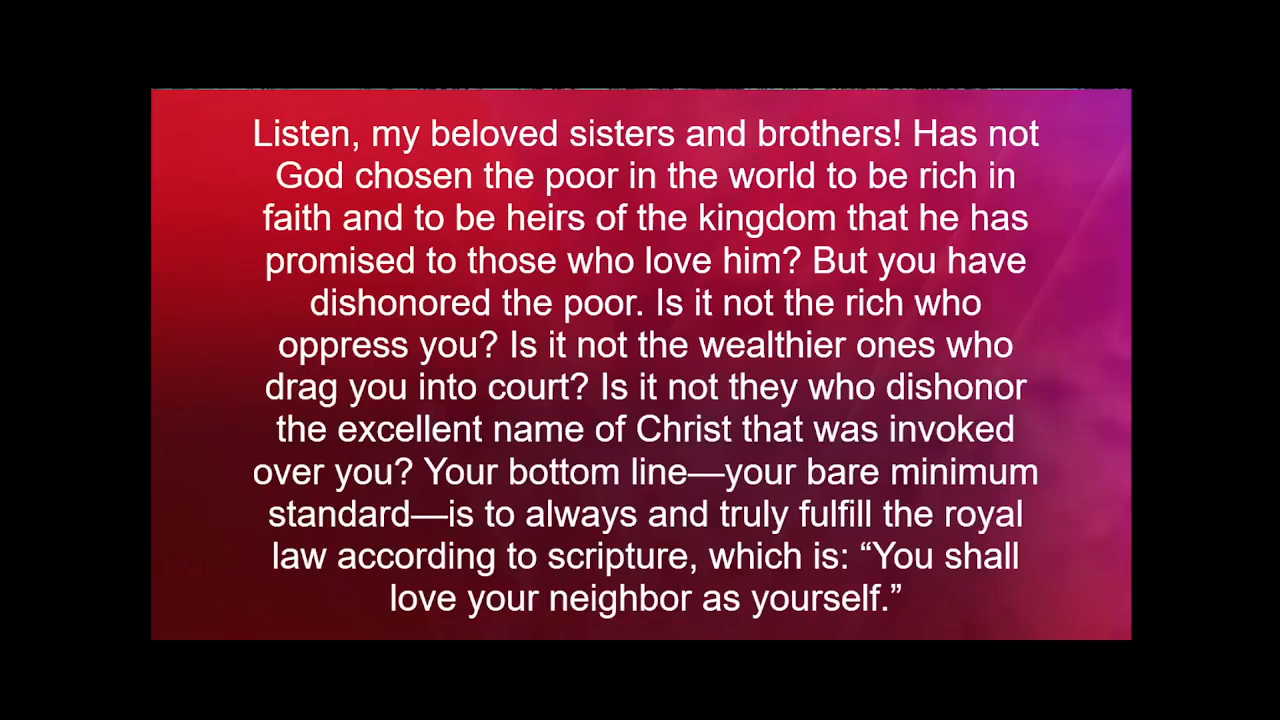 Listen, my beloved sisters and brothers! Has not
God chosen the poor in the world to be rich in
faith and to be heirs of the kingdom that he has
promised to those who love him? But you have
dishonored the poor. Is it not the rich who
oppress you? Is it not the wealthier ones who
drag you into court? Is it not they who dishonor
the excellent name of Christ that was invoked
over you? Your bottom line—your bare minimum
standard—is to always and truly fulfill the royal
law according to scripture, which is: “You shall
love your neighbor as yourself.”